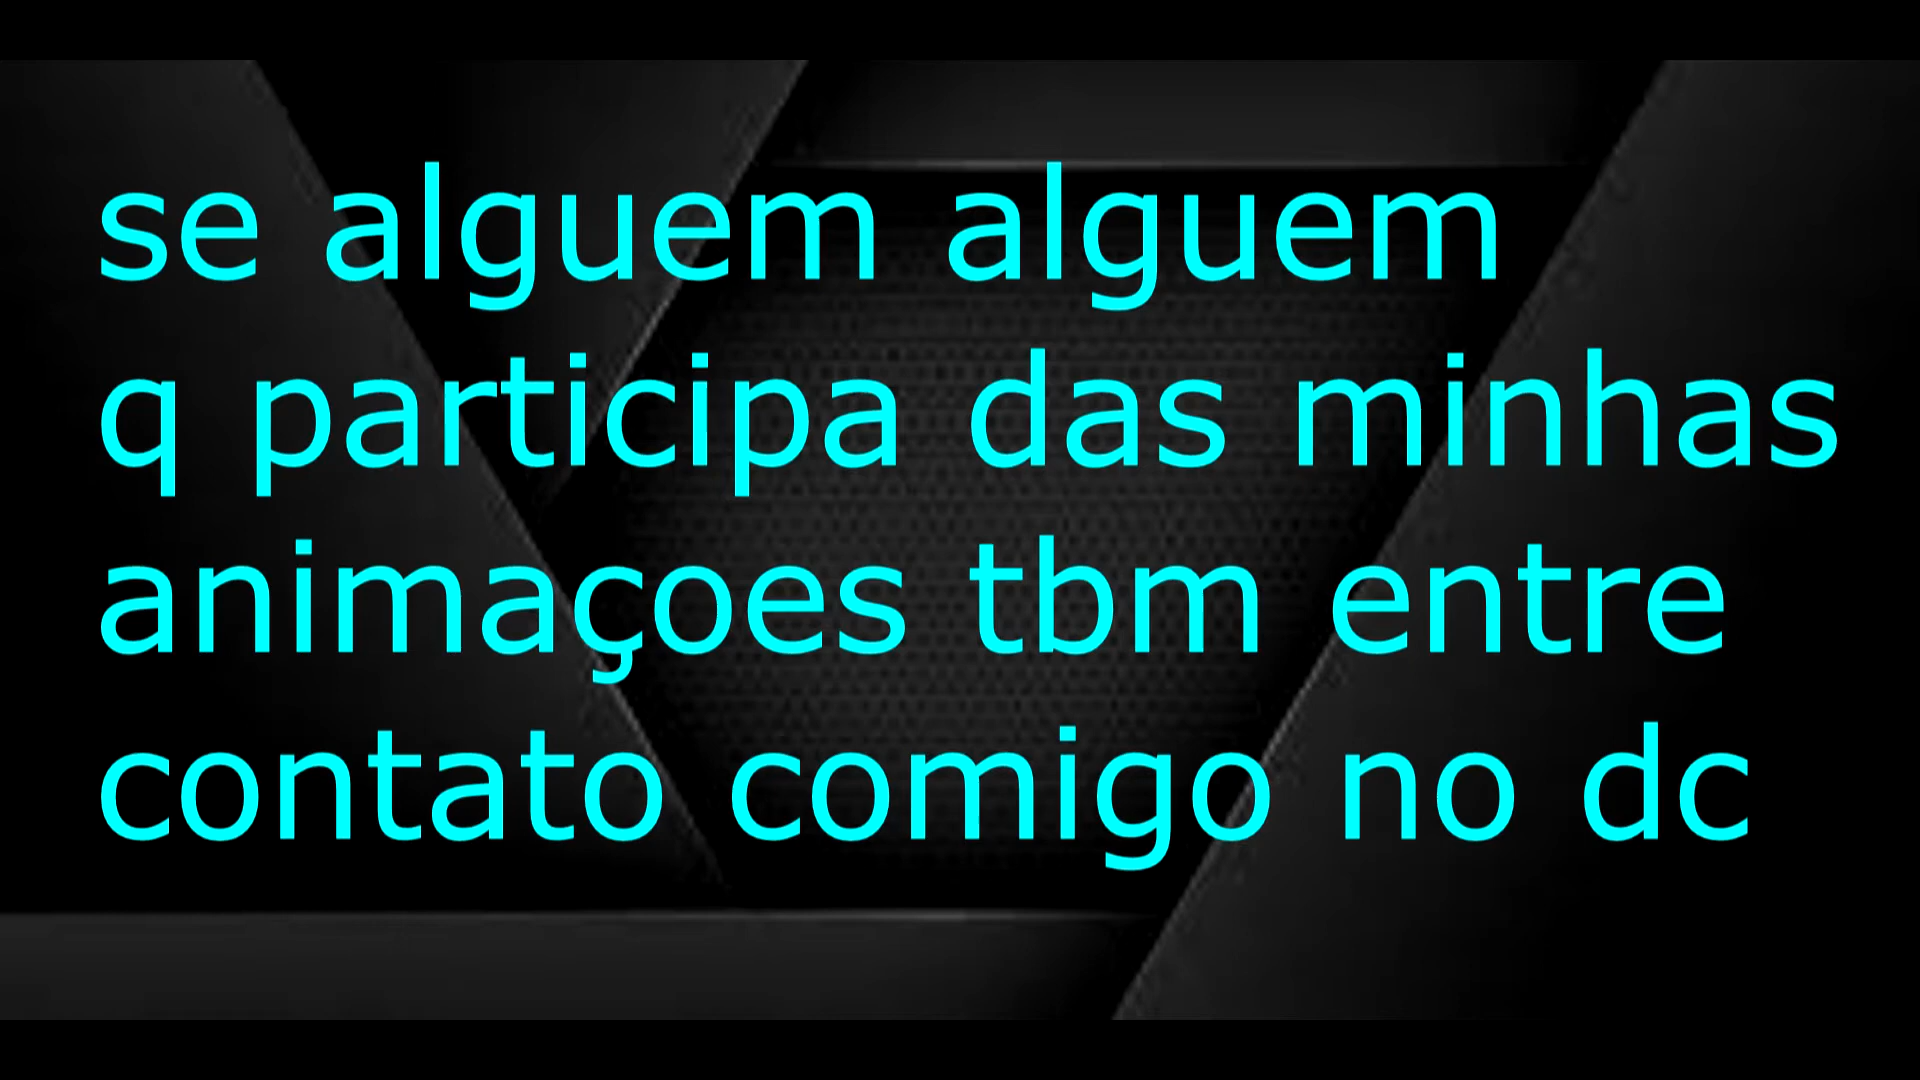 se alguem alguem
q participa das minhas
animaçoes tbm entre
contato comigo no dc